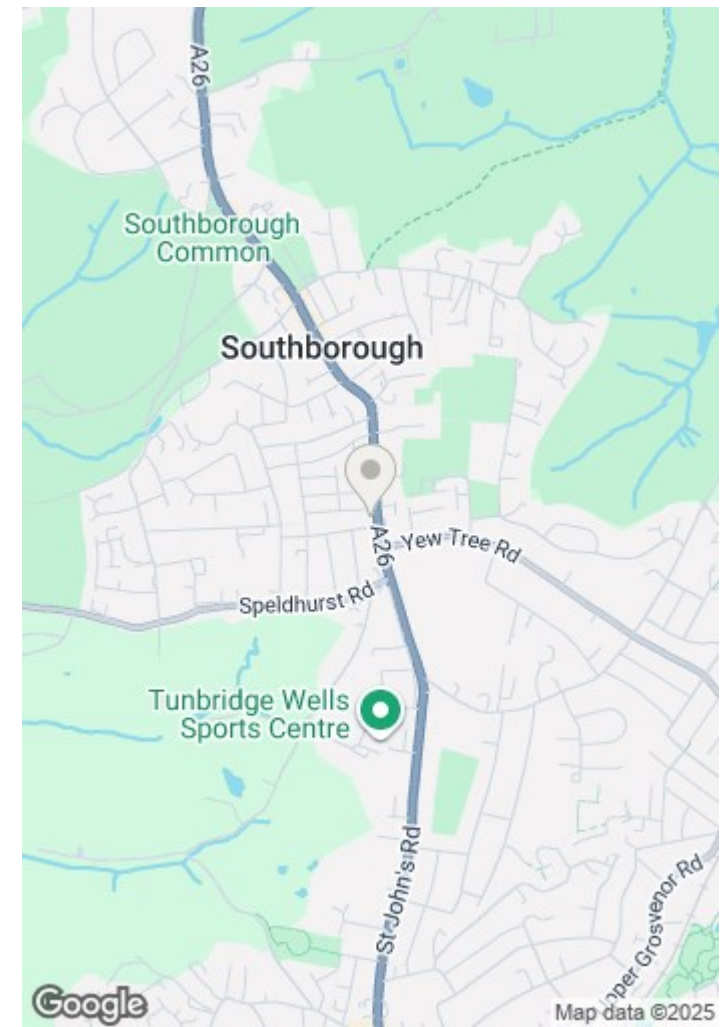 A26
Southborough
Common
Southborough
A26
Yew Tree Rd
Speldhurst Rd
Tunbridge Wells
Sports Centre
St John's Rd
pper Grosvenor Rd
Google
Map data ©2025